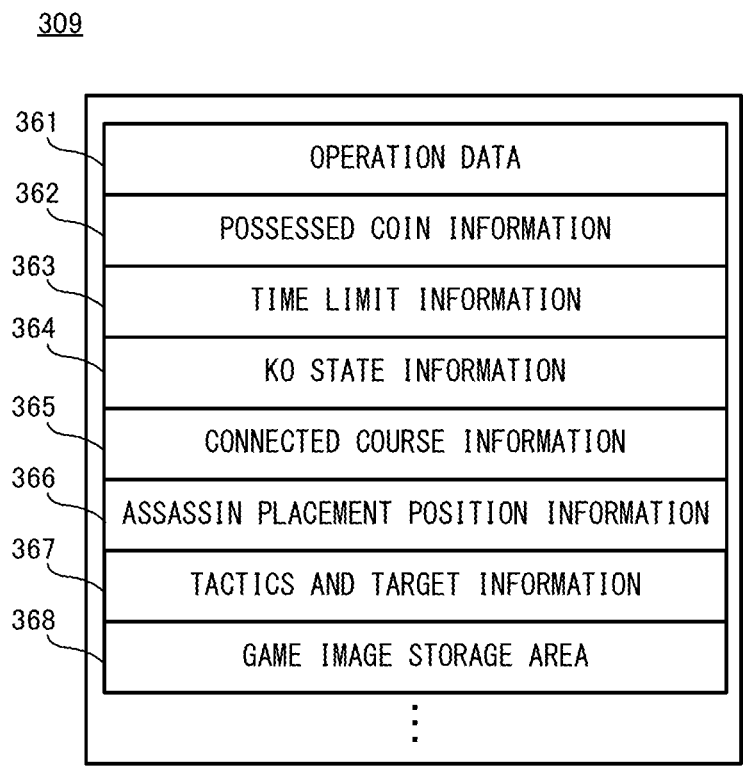 309
361
OPERATION DATA
362
POSSESSED COIN INFORMATION
363
TIME LIMIT INFORMATION
364
KO STATE INFORMATION
365
CONNECTED COURSE INFORMATION
366
ASSASSIN PLACEMENT POSITION INFORMATION
367
TACTICS AND TARGET INFORMATION
368
GAME IMAGE STORAGE AREA
⋮